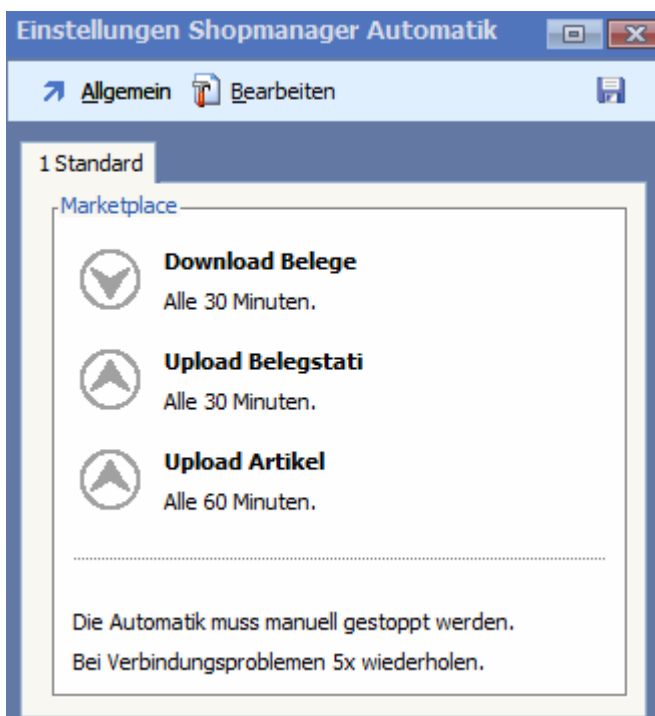 Einstellungen Shopmanager Automatik
Allgemein Bearbeiten
1 Standard
Marketplace
Download Belege
Alle 30 Minuten.
Upload Belegstati
Alle 30 Minuten.
Upload Artikel
Alle 60 Minuten.
Die Automatik muss manuell gestoppt werden.
Bei Verbindungsproblemen 5x wiederholen.